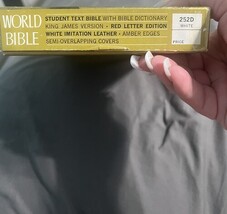 WORLD
BIBLE
STUDENT TEXT BIBLE WITH BIBLE DICTIONARY
KING JAMES VERSION • RED LETTER EDITION
WHITE IMITATION LEATHER • AMBER EDGES
SEMI-OVERLAPPING COVERS
252D
WHITE
PRICE